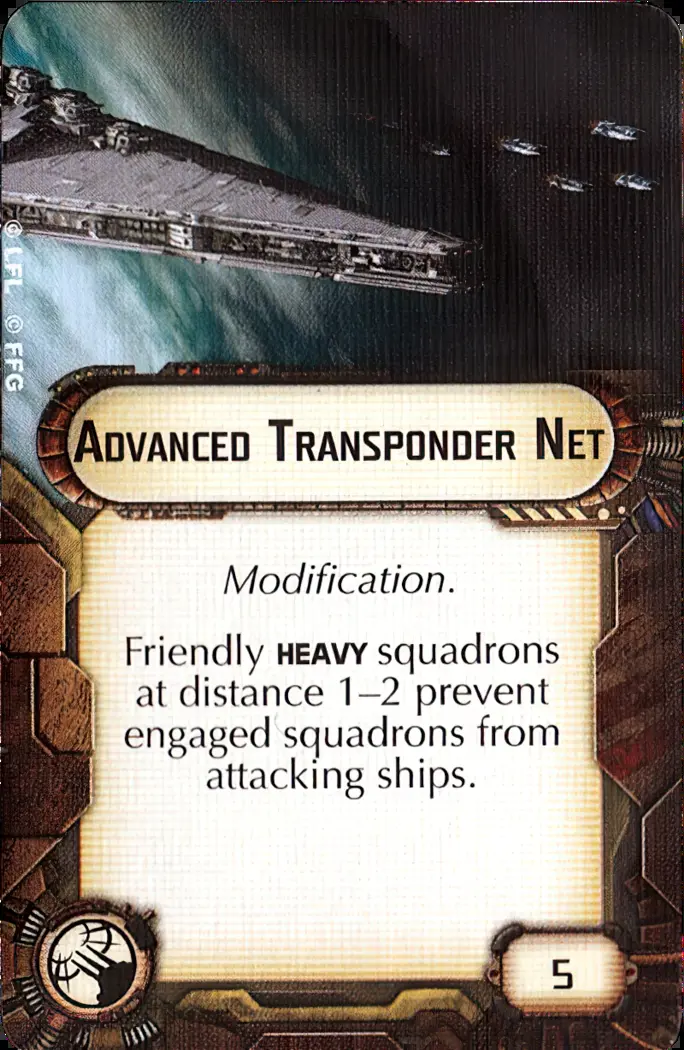 © LFL © FFG
Advanced Transponder Net
Modification.
Friendly HEAVY squadrons
at distance 1–2 prevent
engaged squadrons from
attacking ships.
5